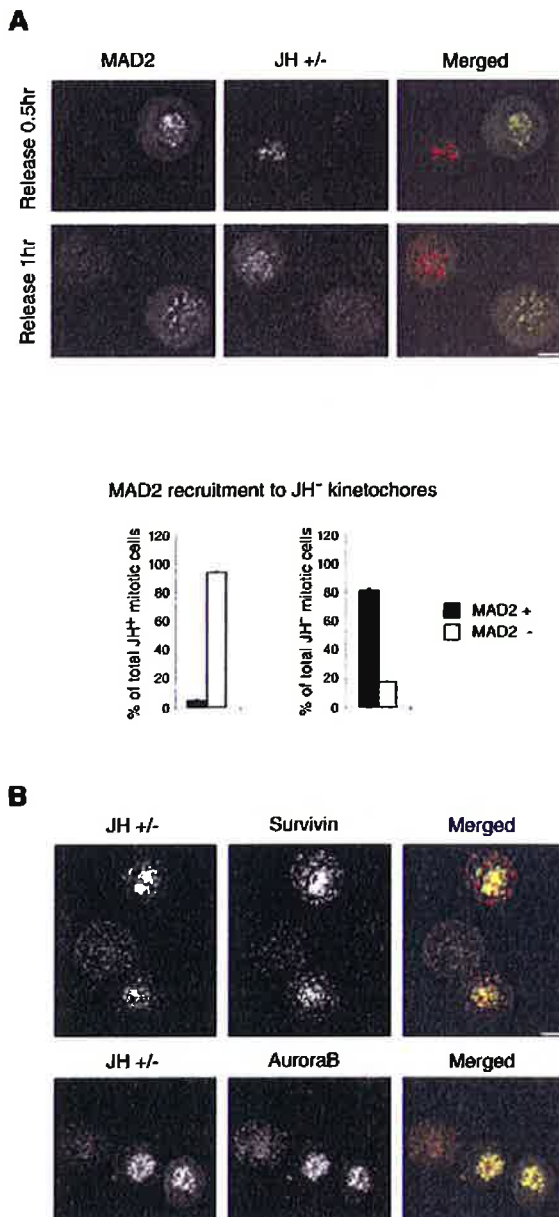 A
MAD2 JH +/- Merged
Release 0.5hr
Release 1hr
MAD2 recruitment to JH⁻ kinetochores
% of total JH⁺ mitotic cells
120
100
80
60
40
20
0
% of total JH⁻ mitotic cells
120
100
80
60
40
20
0
MAD2 +
MAD2 -
B
JH +/- Survivin Merged
JH +/- AuroraB Merged